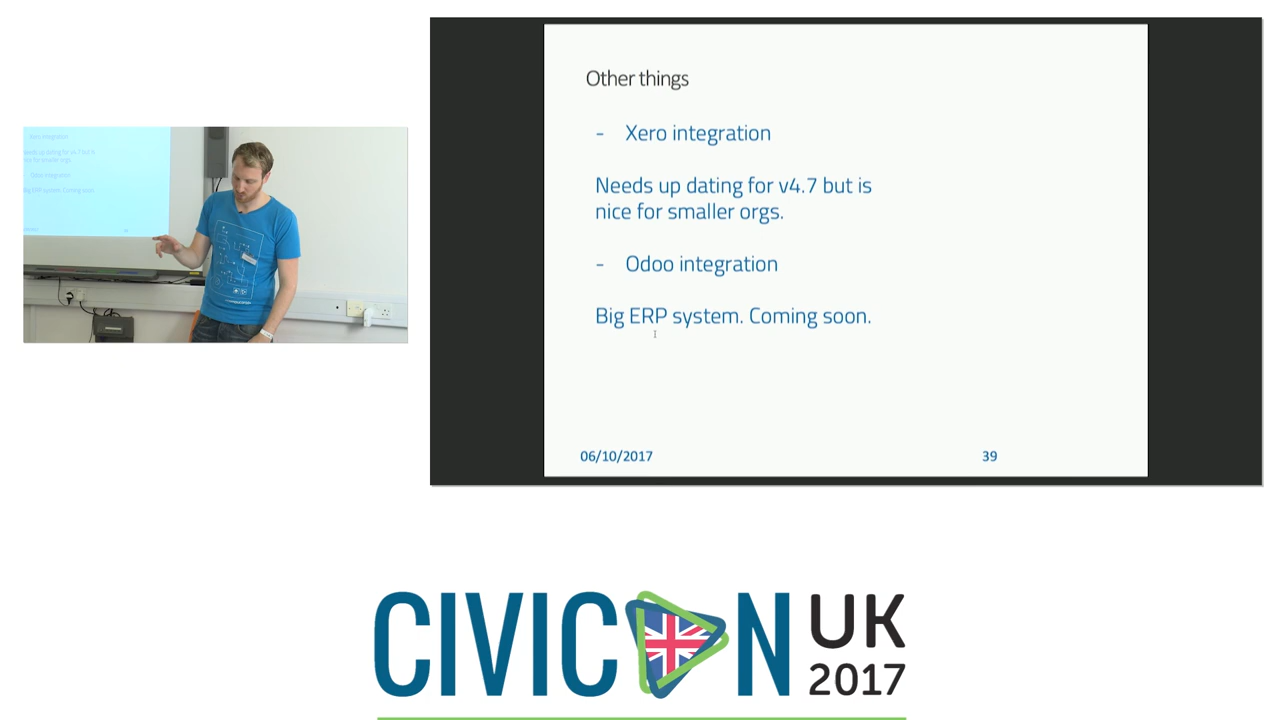 Other things
- Xero integration
Needs up dating for v4.7 but is
nice for smaller orgs.
- Odoo integration
Big ERP system. Coming soon.
06/10/2017
39
CIVICON UK
2017